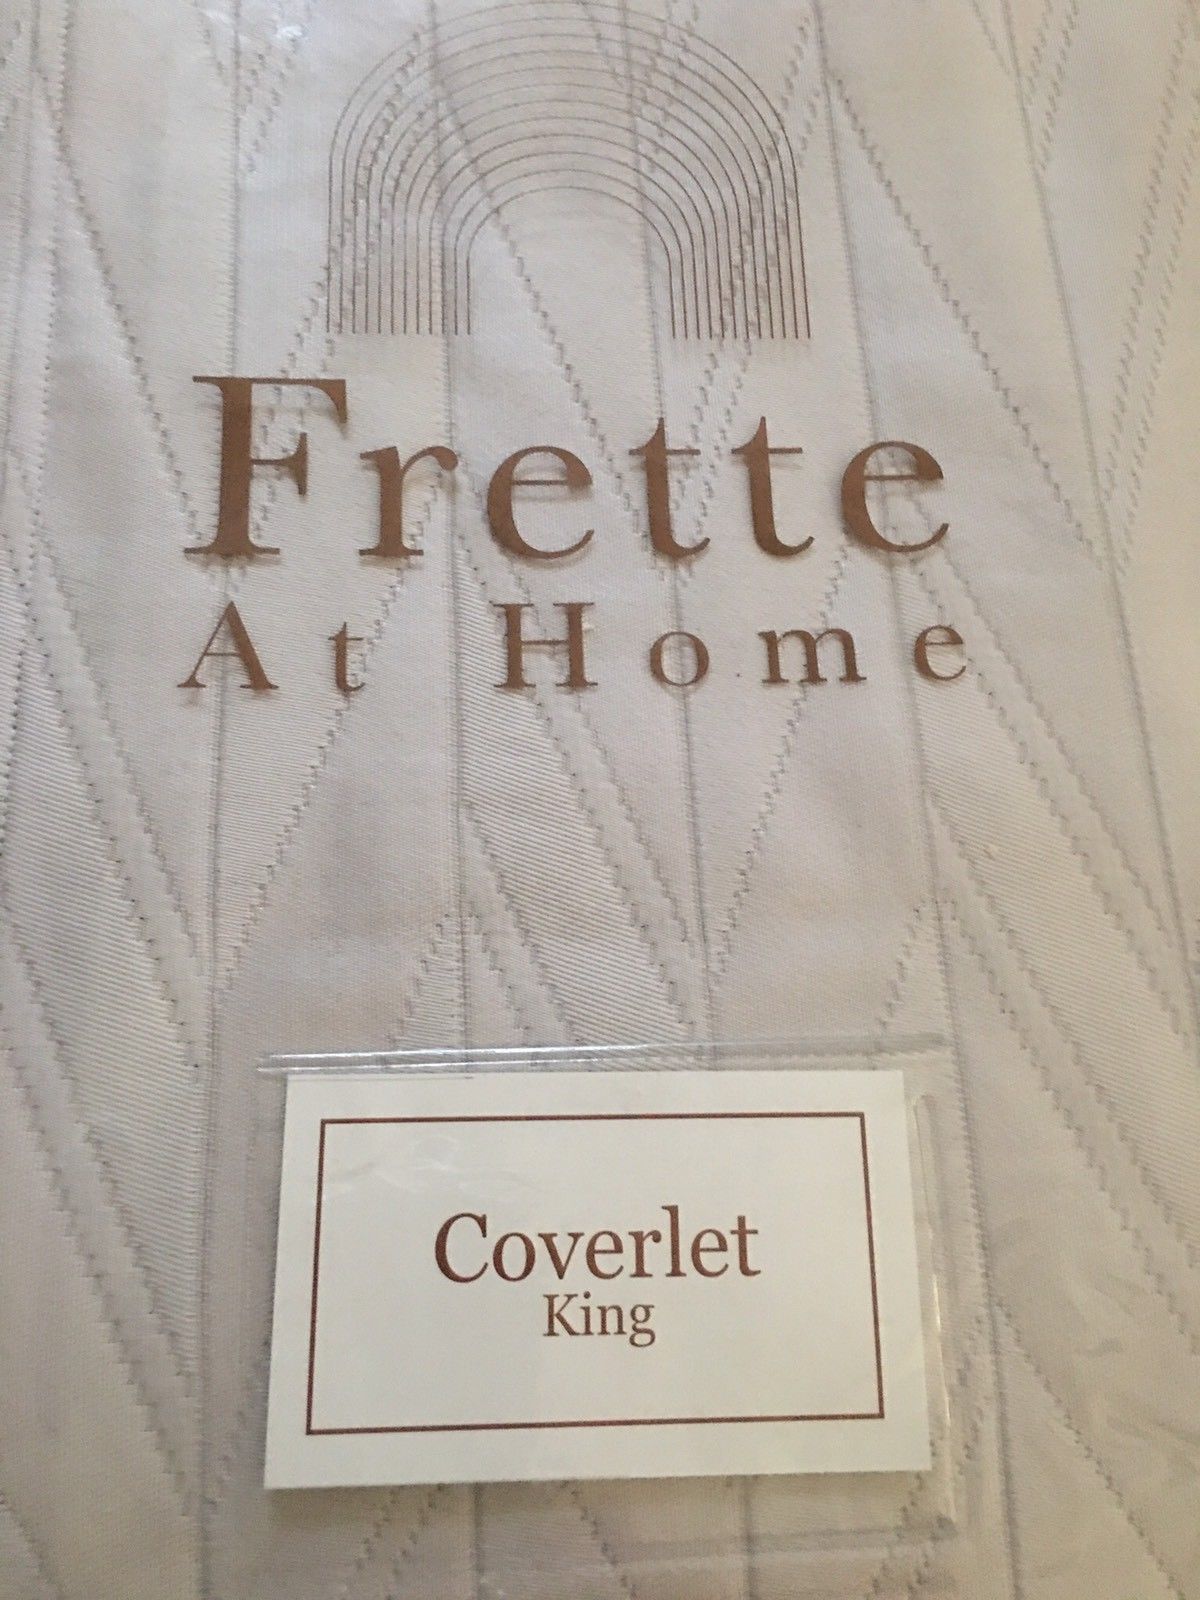 Frette
At Home
Coverlet
King